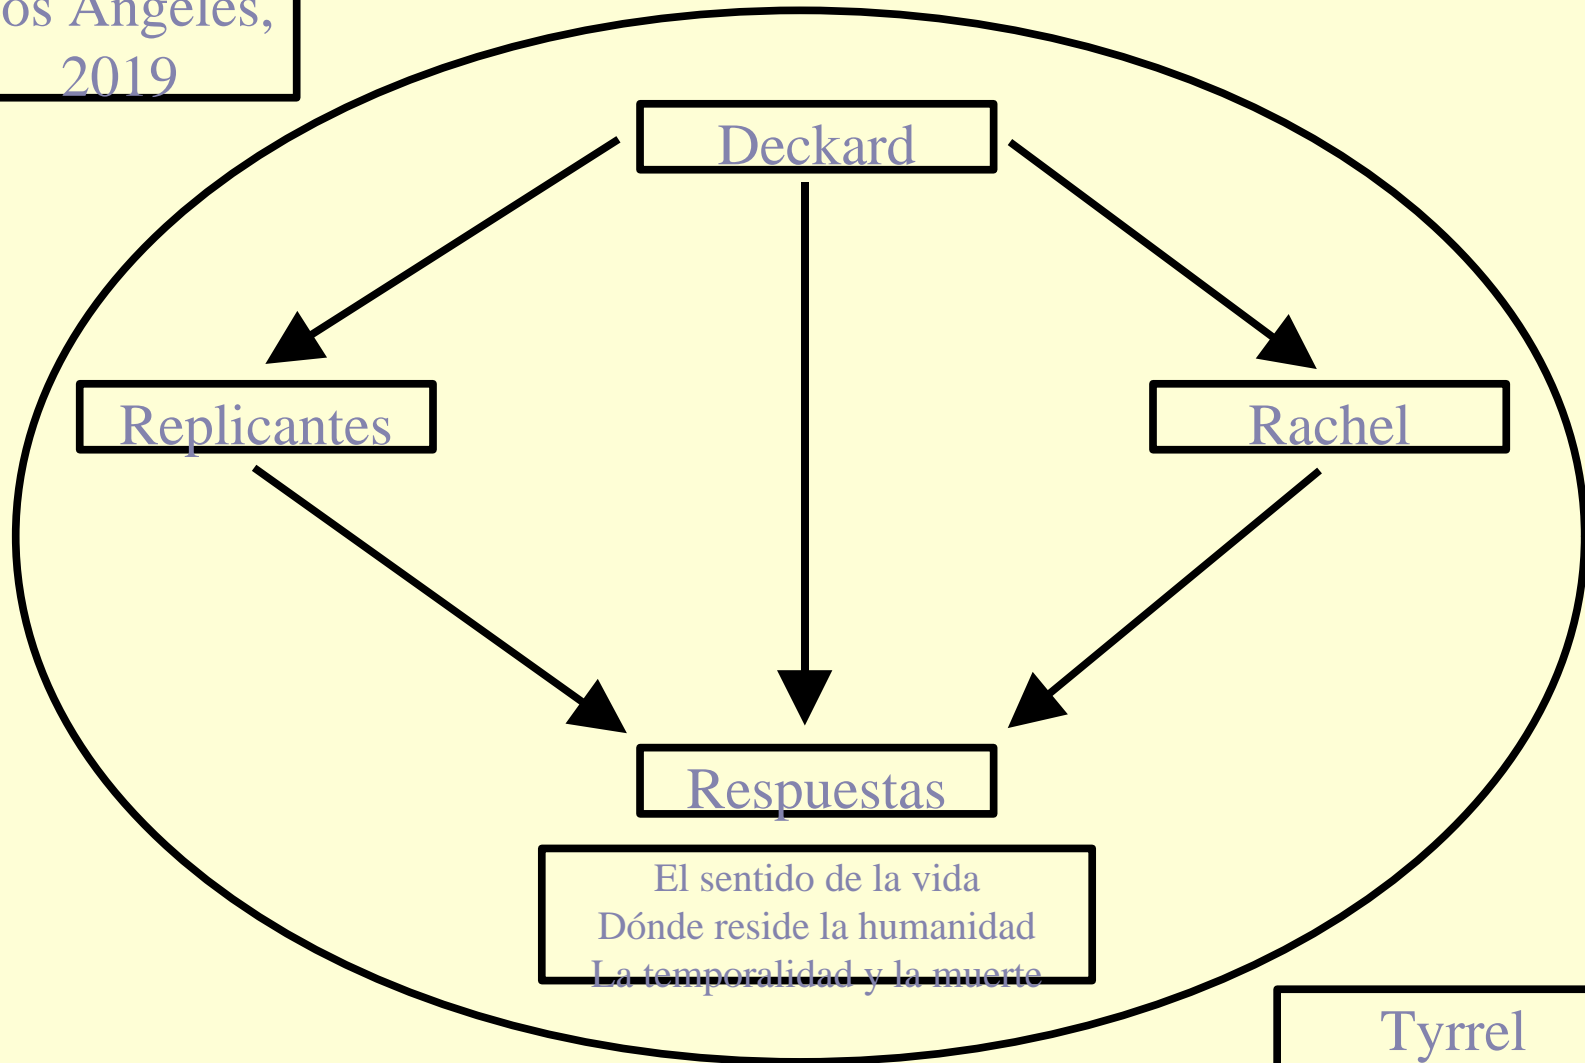 os Angeles,
2019
Deckard
Replicantes
Rachel
Respuestas
El sentido de la vida
Dónde reside la humanidad
La temporalidad y la muerte
Tyrrel